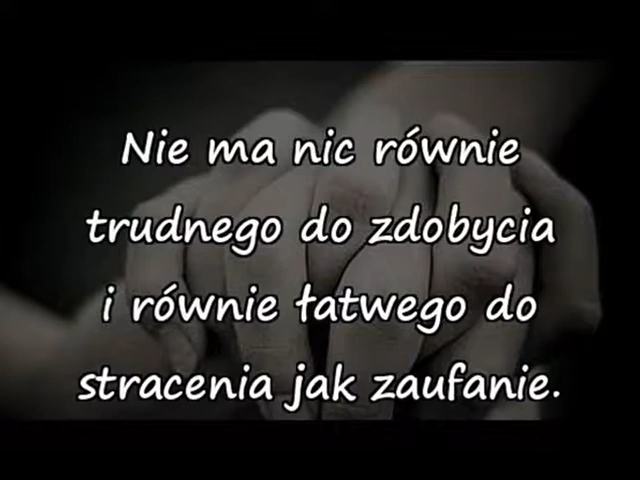 Nie ma nic równie
trudnego do zdobycia
i równie łatwego do
stracenia jak zaufanie.